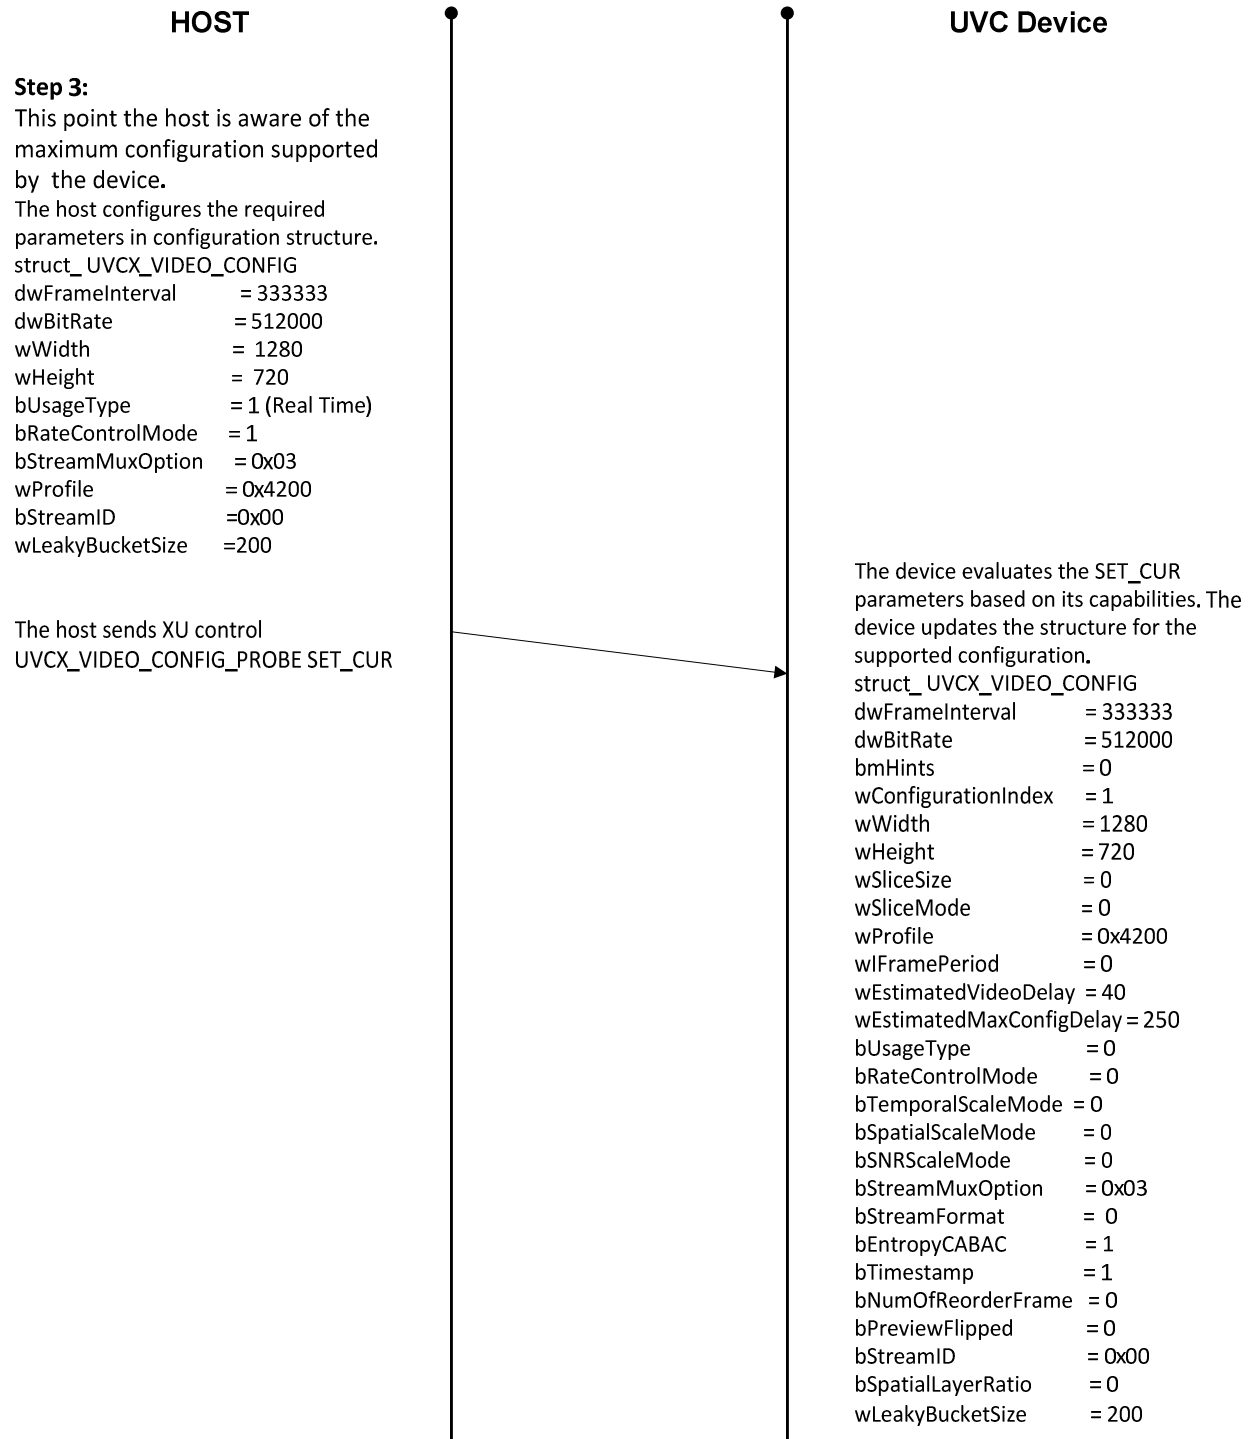 HOST
UVC Device
Step 3:
This point the host is aware of the
maximum configuration supported
by the device.
The host configures the required
parameters in configuration structure.
struct_ UVCX_VIDEO_CONFIG
dwFrameInterval = 333333
dwBitRate = 512000
wWidth = 1280
wHeight = 720
bUsageType = 1 (Real Time)
bRateControlMode = 1
bStreamMuxOption = 0x03
wProfile = 0x4200
bStreamID =0x00
wLeakyBucketSize =200
The host sends XU control
UVCX_VIDEO_CONFIG_PROBE SET_CUR
The device evaluates the SET_CUR
parameters based on its capabilities. The
device updates the structure for the
supported configuration.
struct_ UVCX_VIDEO_CONFIG
dwFrameInterval = 333333
dwBitRate = 512000
bmHints = 0
wConfigurationIndex = 1
wWidth = 1280
wHeight = 720
wSliceSize = 0
wSliceMode = 0
wProfile = 0x4200
wIFramePeriod = 0
wEstimatedVideoDelay = 40
wEstimatedMaxConfigDelay = 250
bUsageType = 0
bRateControlMode = 0
bTemporalScaleMode = 0
bSpatialScaleMode = 0
bSNRScaleMode = 0
bStreamMuxOption = 0x03
bStreamFormat = 0
bEntropyCABAC = 1
bTimestamp = 1
bNumOfReorderFrame = 0
bPreviewFlipped = 0
bStreamID = 0x00
bSpatialLayerRatio = 0
wLeakyBucketSize = 200